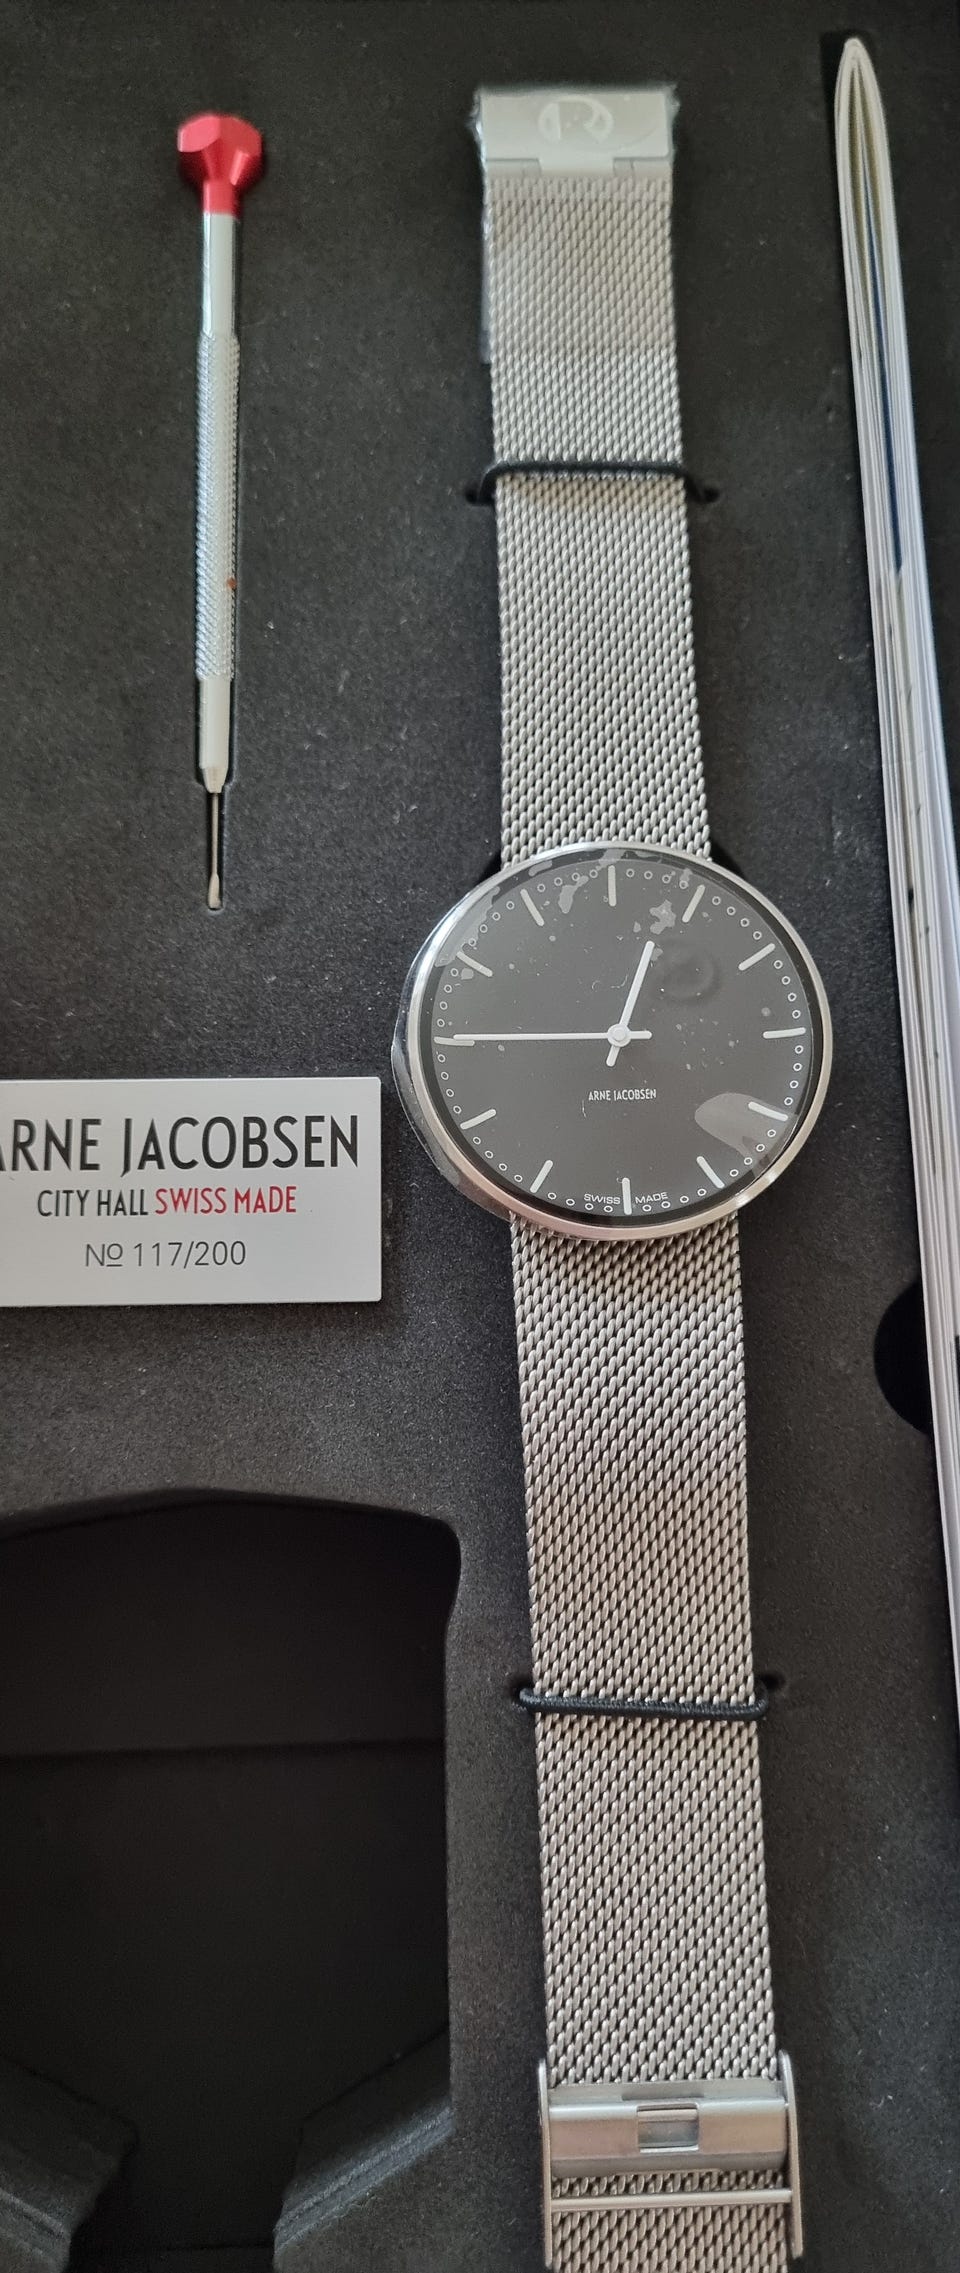 ARNE JACOBSEN
CITY HALL SWISS MADE
Nº 117/200
ARNE JACOBSEN
SWISS MADE